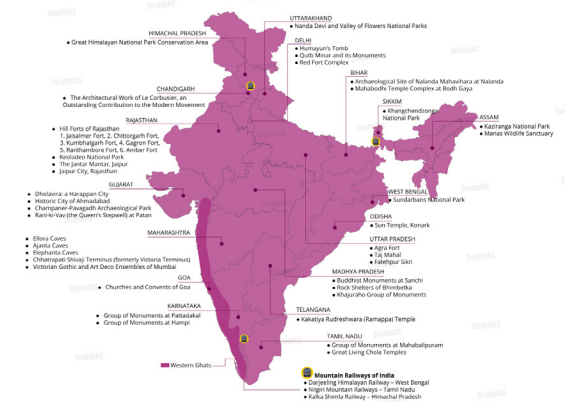 UTTARAKHAND
● Nanda Devi and Valley of Flowers National Parks
HIMACHAL PRADESH
● Great Himalayan National Park Conservation Area
DELHI
● Humayun's Tomb
● Qutb Minar and its Monuments
● Red Fort Complex
BIHAR
● Archaeological Site of Nalanda Mahavihara at Nalanda
● Mahabodhi Temple Complex at Bodh Gaya
CHANDIGARH
● The Architectural Work of Le Corbusier, an
Outstanding Contribution to the Modern Movement
SIKKIM
● Khangchendzonga
National Park
ASSAM
● Kaziranga National Park
● Manas Wildlife Sanctuary
RAJASTHAN
● Hill Forts of Rajasthan
1. Jaisalmer Fort, 2. Chittorgarh Fort,
3. Kumbhalgarh Fort, 4. Gagron Fort,
5. Ranthambore Fort, 6. Amber Fort
● Keoladeo National Park
● The Jantar Mantar, Jaipur
● Jaipur City, Rajasthan
GUJARAT
● Dholavira: a Harappan City
● Historic City of Ahmadabad
● Champaner-Pavagadh Archaeological Park
● Rani-ki-Vav (the Queen's Stepwell) at Patan
WEST BENGAL
● Sundarbans National Park
ODISHA
● Sun Temple, Konark
MAHARASHTRA
● Ellora Caves
● Ajanta Caves
● Elephanta Caves
● Chhatrapati Shivaji Terminus (formerly Victoria Terminus)
● Victorian Gothic and Art Deco Ensembles of Mumbai
UTTAR PRADESH
● Agra Fort
● Taj Mahal
● Fatehpur Sikri
MADHYA PRADESH
● Buddhist Monuments at Sanchi
● Rock Shelters of Bhimbetka
● Khajuraho Group of Monuments
GOA
● Churches and Convents of Goa
KARNATAKA
● Group of Monuments at Pattadakal
● Group of Monuments at Hampi
TELANGANA
● Kakatiya Rudreshwara (Ramappa) Temple
TAMIL NADU
● Group of Monuments at Mahabalipuram
● Great Living Chola Temples
Western Ghats
Mountain Railways of India
● Darjeeling Himalayan Railway – West Bengal
● Nilgiri Mountain Railways – Tamil Nadu
● Kalka Shimla Railway – Himachal Pradesh